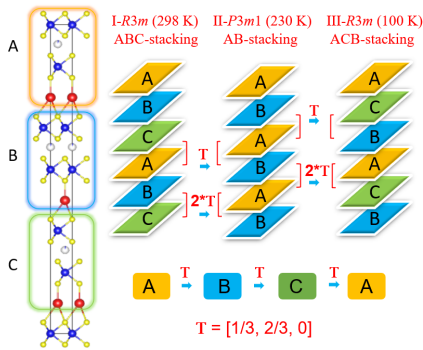 I-R3m (298 K)
ABC-stacking
II-P3m1 (230 K)
AB-stacking
III-R3m (100 K)
ACB-stacking
A
B
C
A
B
C
A
B
C
A
B
A
B
A
B
A
C
B
A
C
B
T
2*T
T
2*T
A
T
B
T
C
T
A
T = [1/3, 2/3, 0]